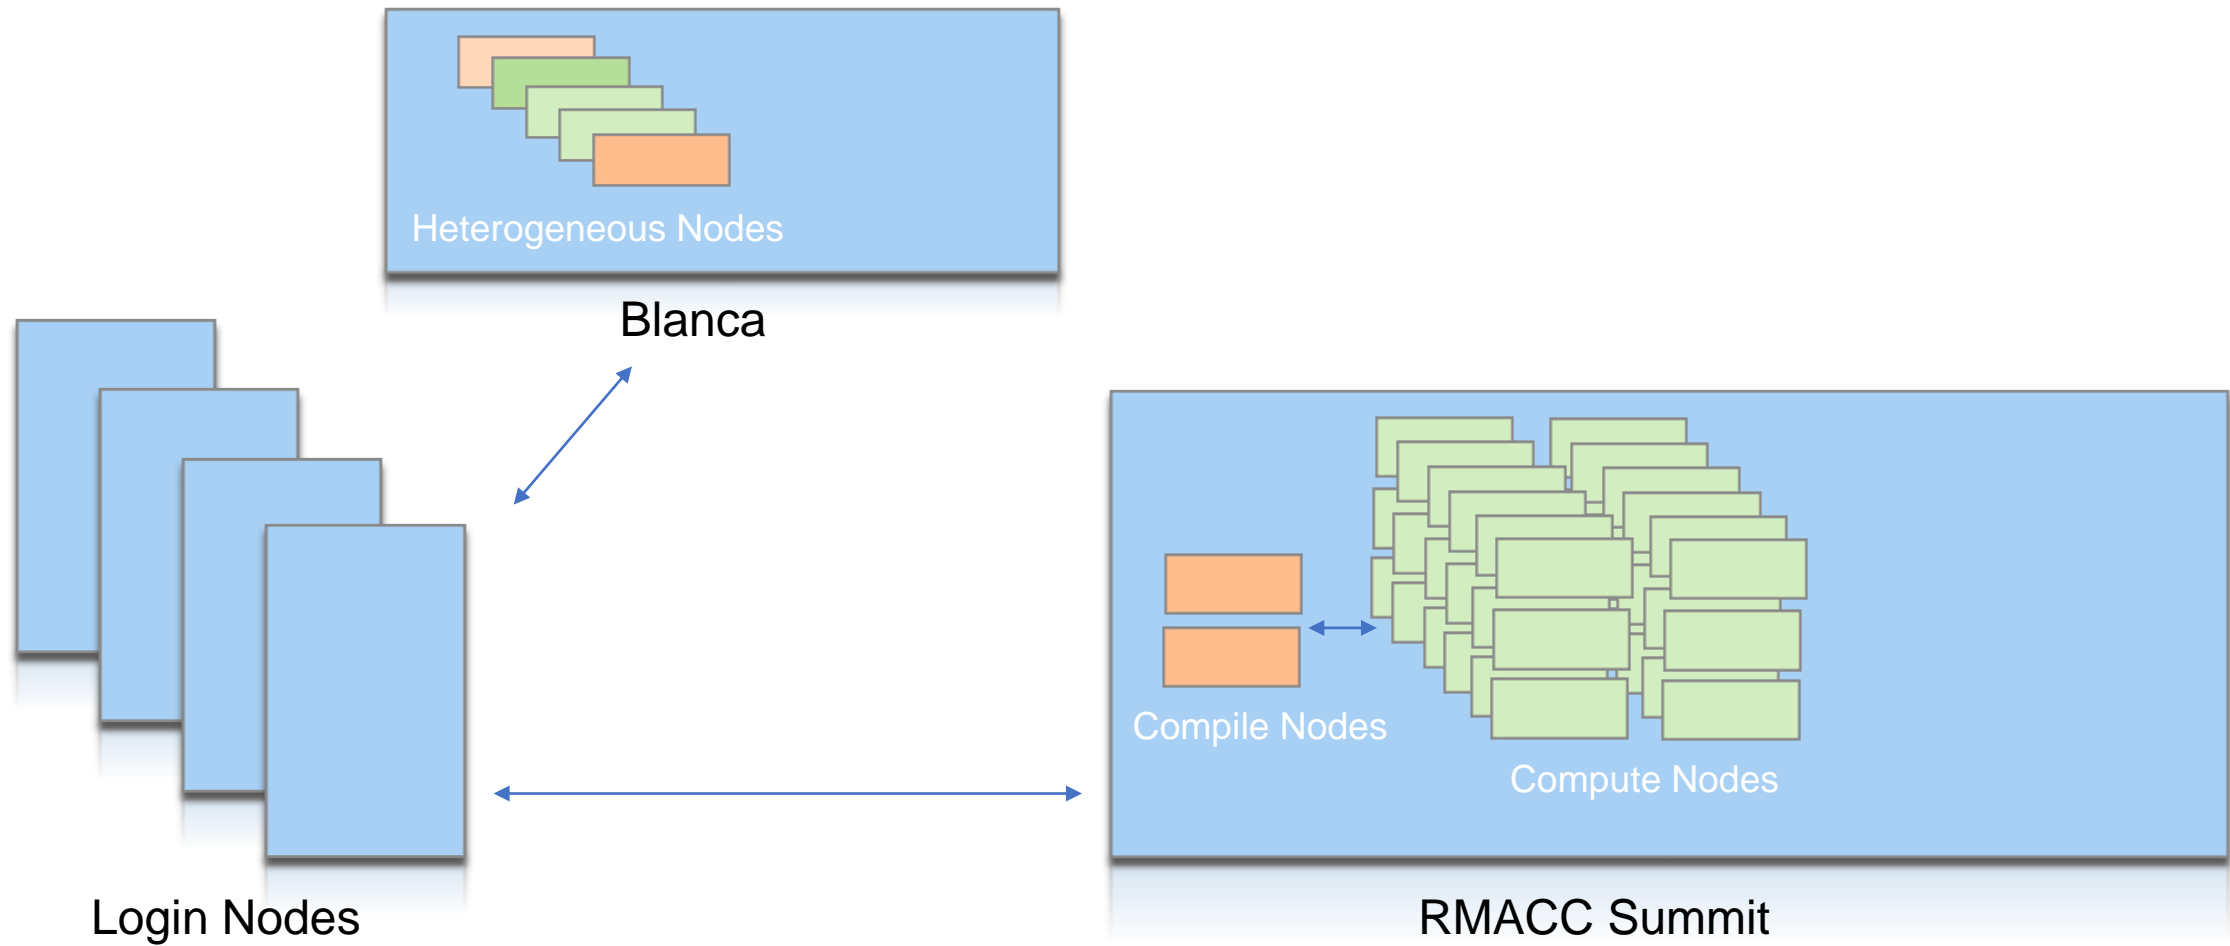 Heterogeneous Nodes
Blanca
Compile Nodes
Compute Nodes
Login Nodes
RMACC Summit